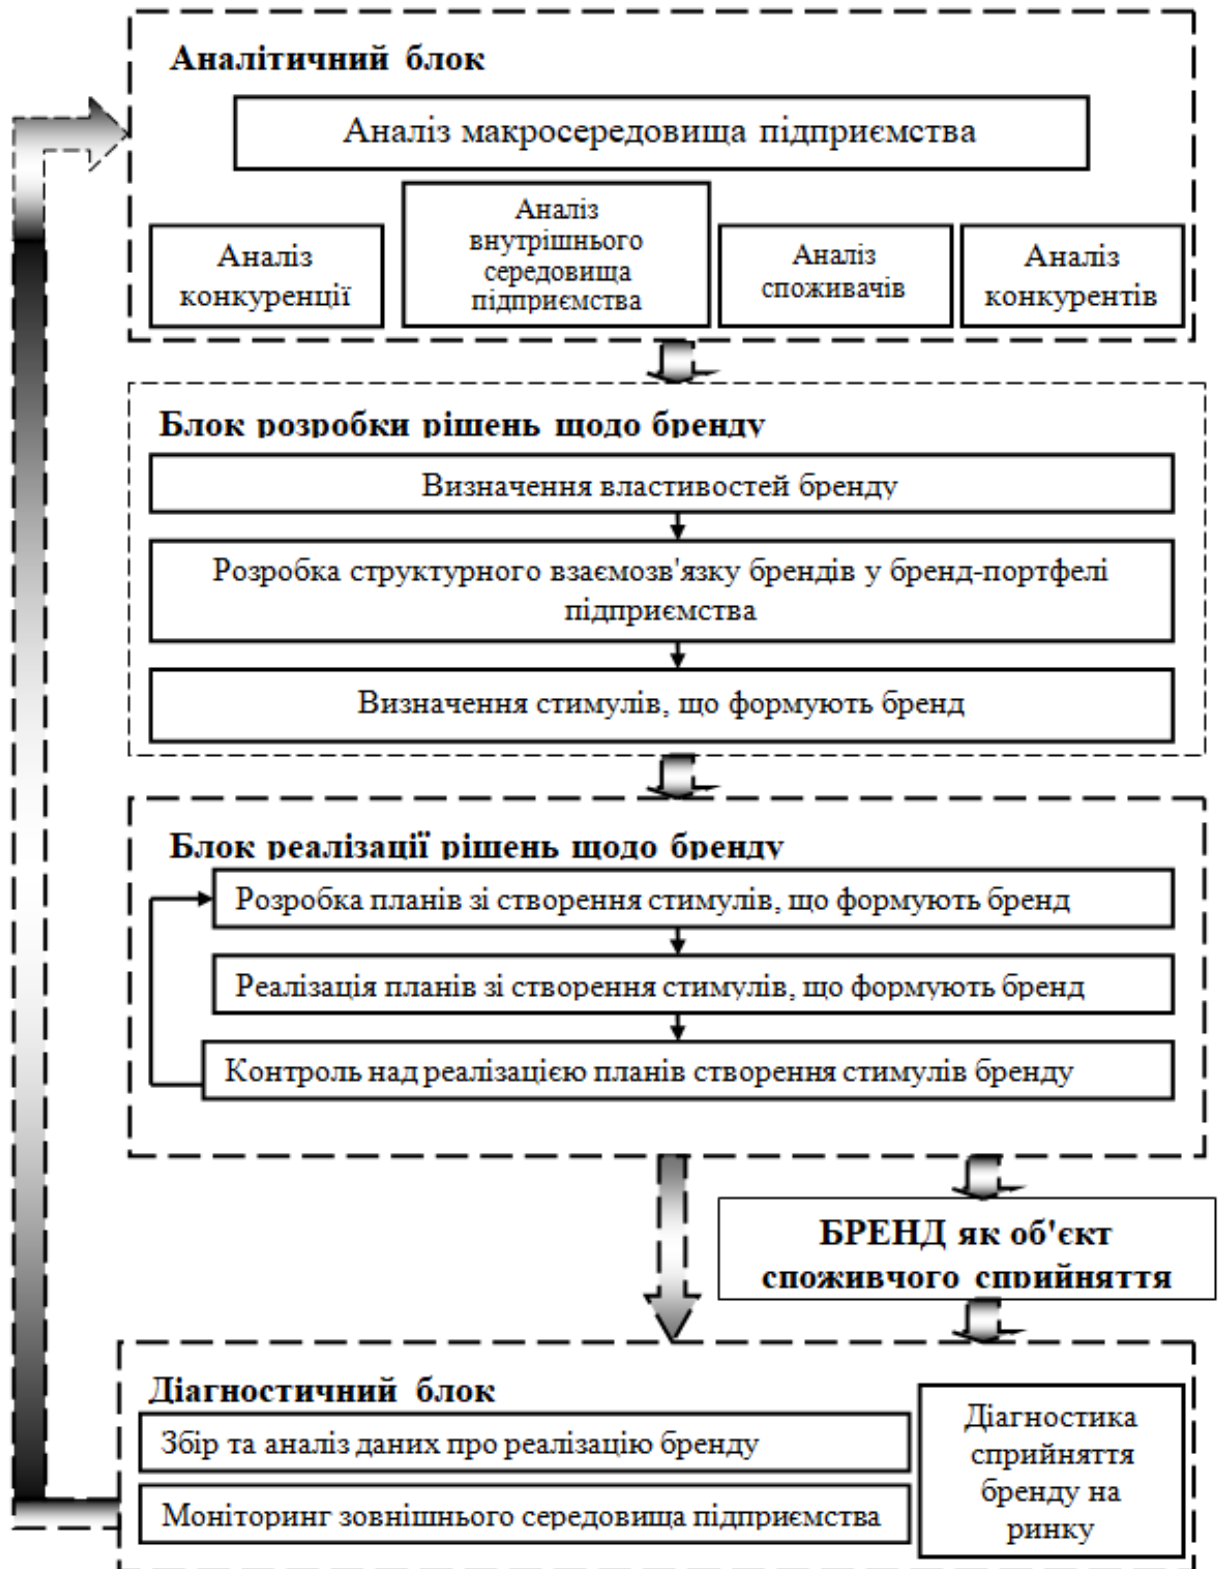 Аналітичний блок
Аналіз макросередовища підприємства
Аналіз
конкуренції
Аналіз
внутрішнього
середовища
підприємства
Аналіз
споживачів
Аналіз
конкурентів
Блок розробки рішень щодо бренду
Визначення властивостей бренду
Розробка структурного взаємозв'язку брендів у бренд-портфелі
підприємства
Визначення стимулів, що формують бренд
Блок реалізації рішень щодо бренду
Розробка планів зі створення стимулів, що формують бренд
Реалізація планів зі створення стимулів, що формують бренд
Контроль над реалізацією планів створення стимулів бренду
БРЕНД як об'єкт
споживчого сприйняття
Діагностичний блок
Збір та аналіз даних про реалізацію бренду
Моніторинг зовнішнього середовища підприємства
Діагностика
сприйняття
бренду на
ринку